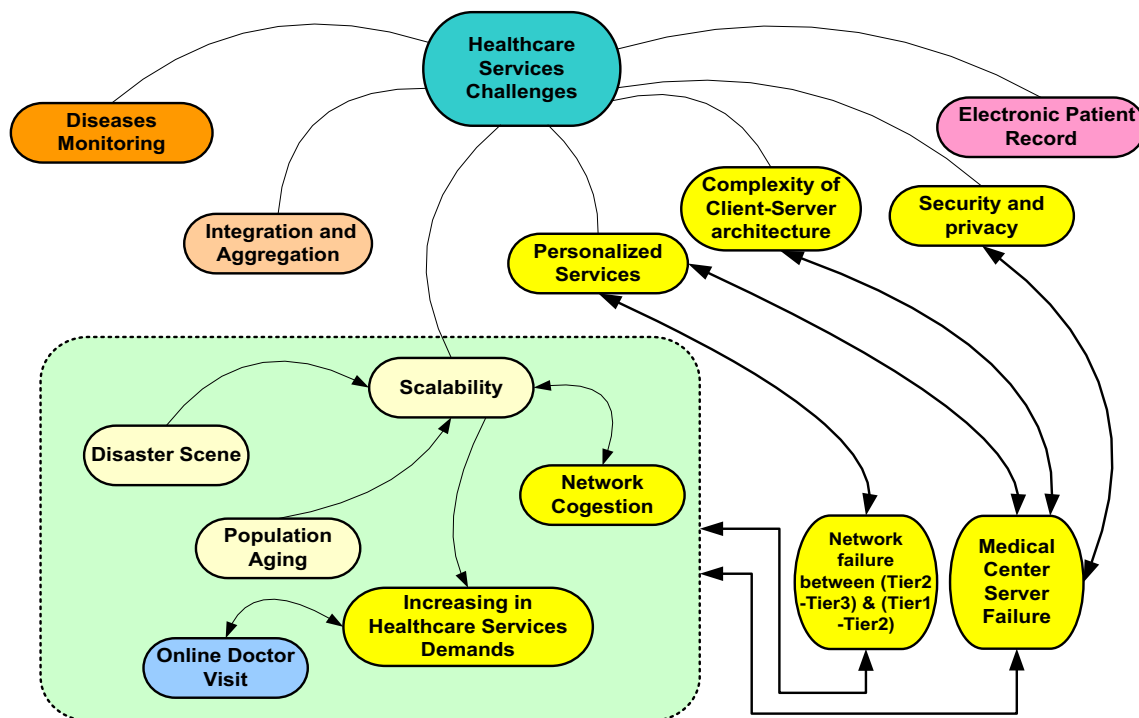 Healthcare
Services
Challenges
Diseases
Monitoring
Electronic Patient
Record
Integration and
Aggregation
Complexity of
Client-Server
architecture
Security and
privacy
Personalized
Services
Scalability
Disaster Scene
Network
Cogestion
Population
Aging
Increasing in
Healthcare Services
Demands
Online Doctor
Visit
Network
failure
between (Tier2
-Tier3) & (Tier1
-Tier2)
Medical
Center
Server
Failure